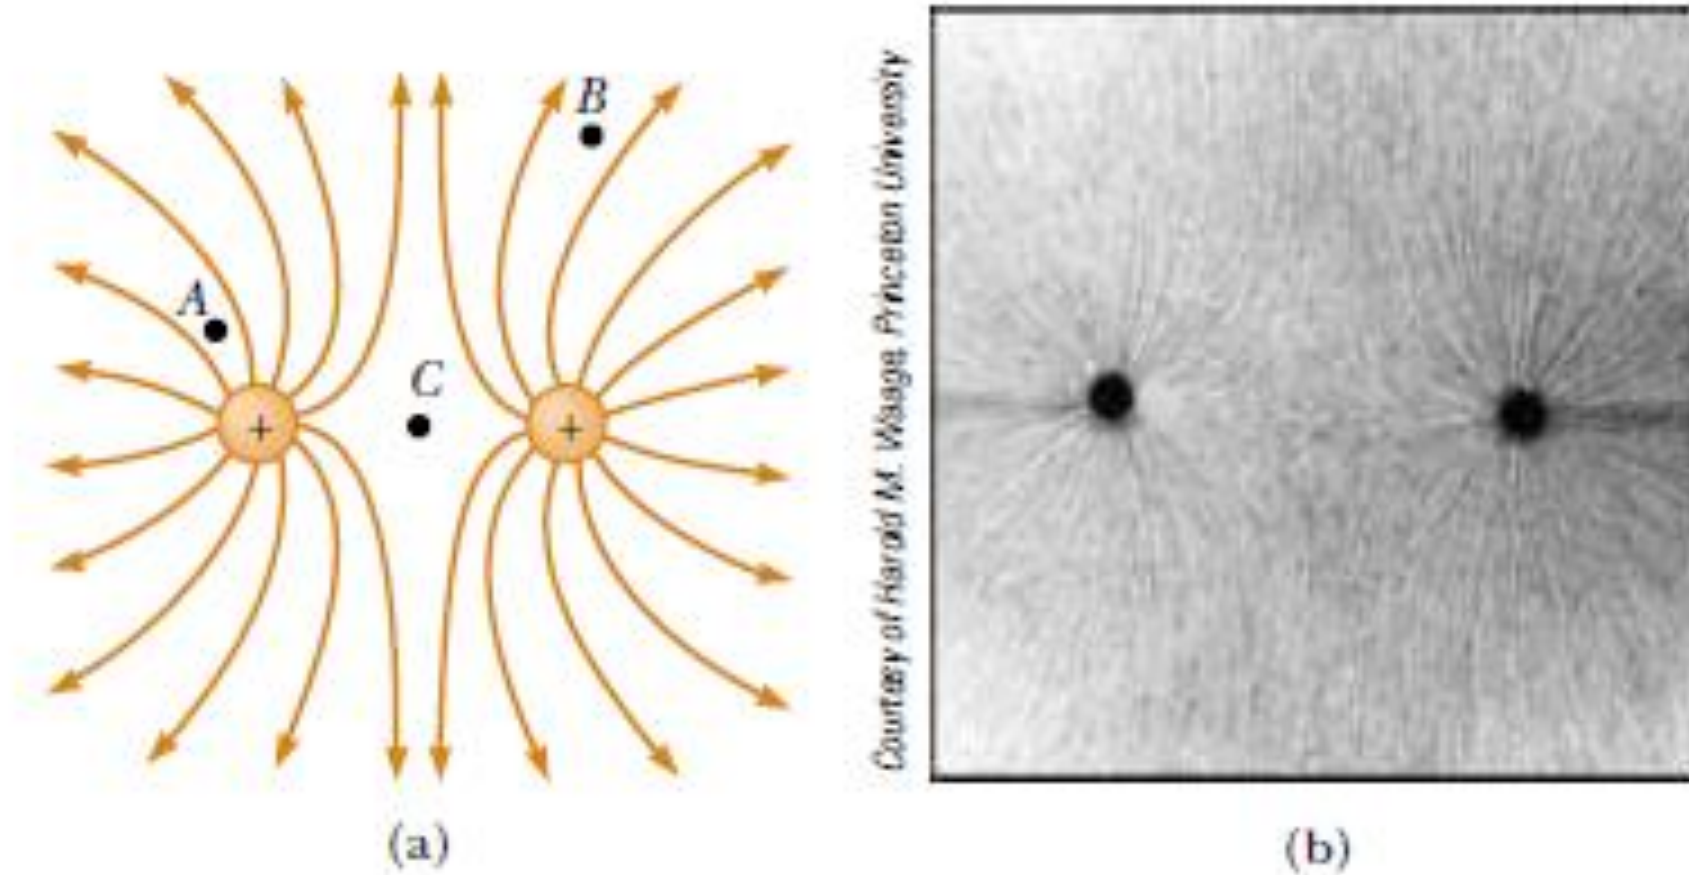 A
B
C
+
+
(a)
Courtesy of Harold M. Waage, Princeton University
(b)